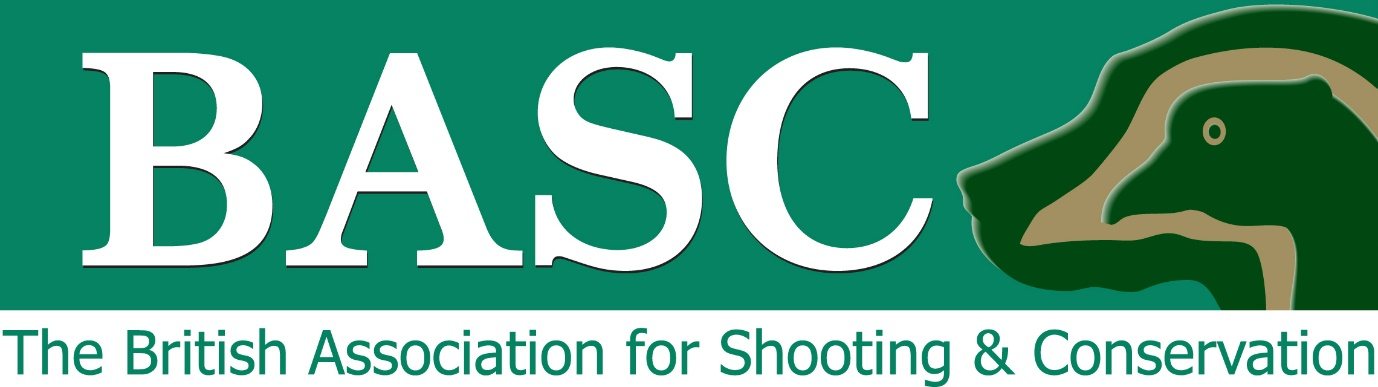 BASC
The British Association for Shooting & Conservation